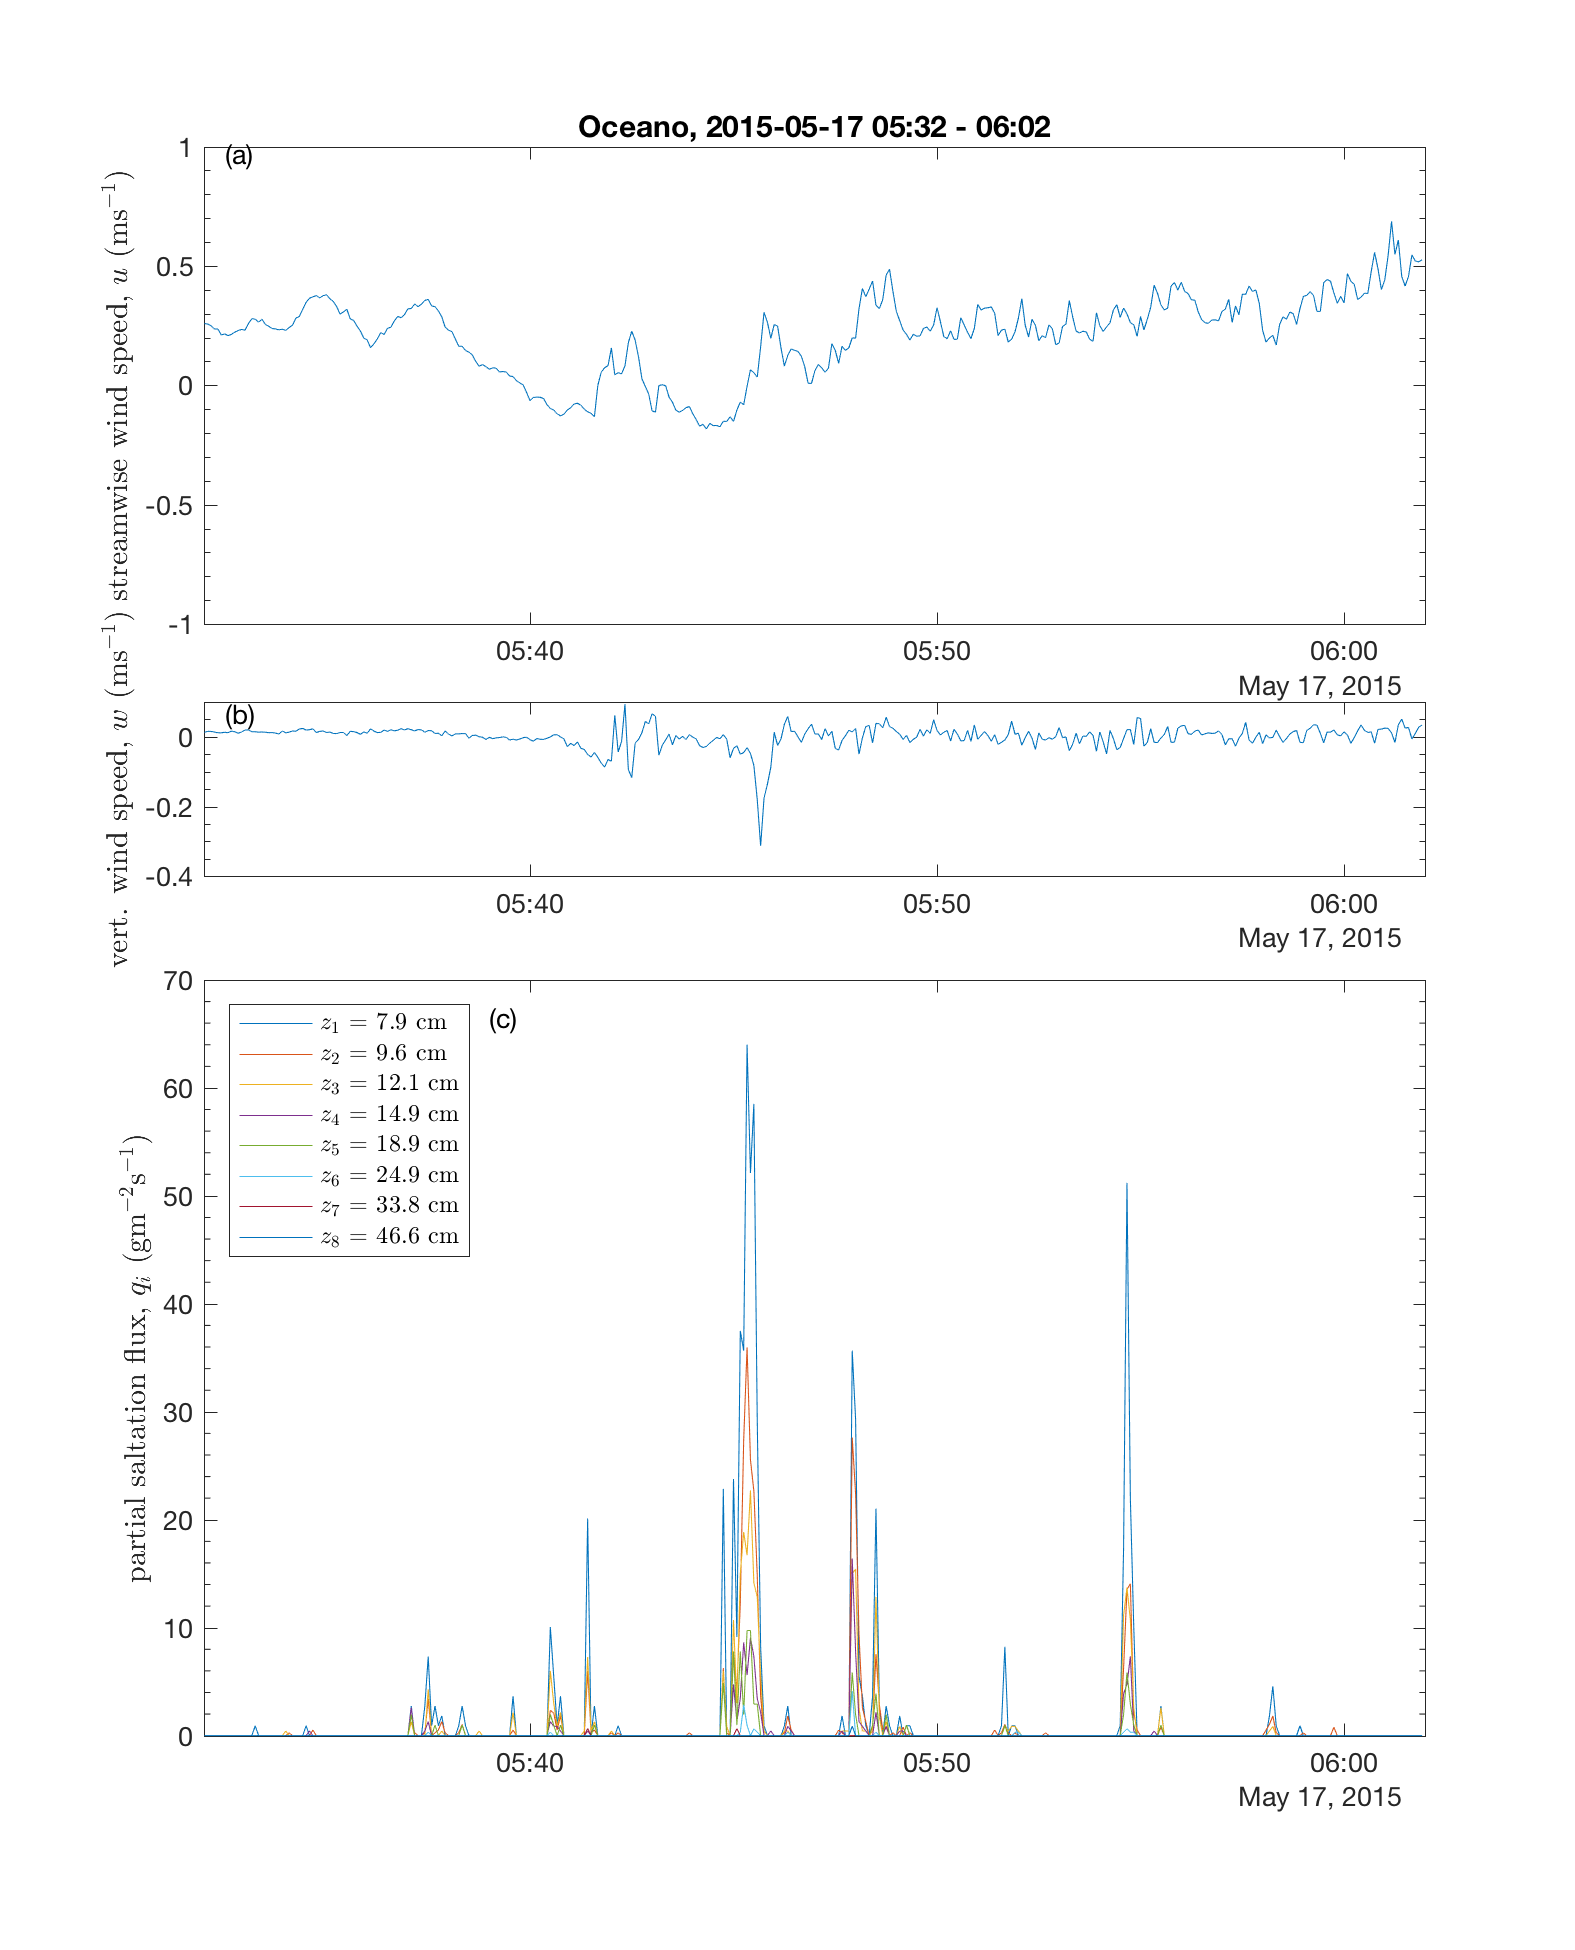 Oceano, 2015-05-17 05:32 - 06:02
(a)
streamwise wind speed, u (ms⁻¹)
1
0.5
0
-0.5
-1
05:40 05:50 06:00
May 17, 2015
(b)
vert. wind speed, w (ms⁻¹)
0
-0.2
-0.4
05:40 05:50 06:00
May 17, 2015
(c)
partial saltation flux, qᵢ (gm⁻²s⁻¹)
70
60
50
40
30
20
10
0
z₁ = 7.9 cm
z₂ = 9.6 cm
z₃ = 12.1 cm
z₄ = 14.9 cm
z₅ = 18.9 cm
z₆ = 24.9 cm
z₇ = 33.8 cm
z₈ = 46.6 cm
05:40 05:50 06:00
May 17, 2015